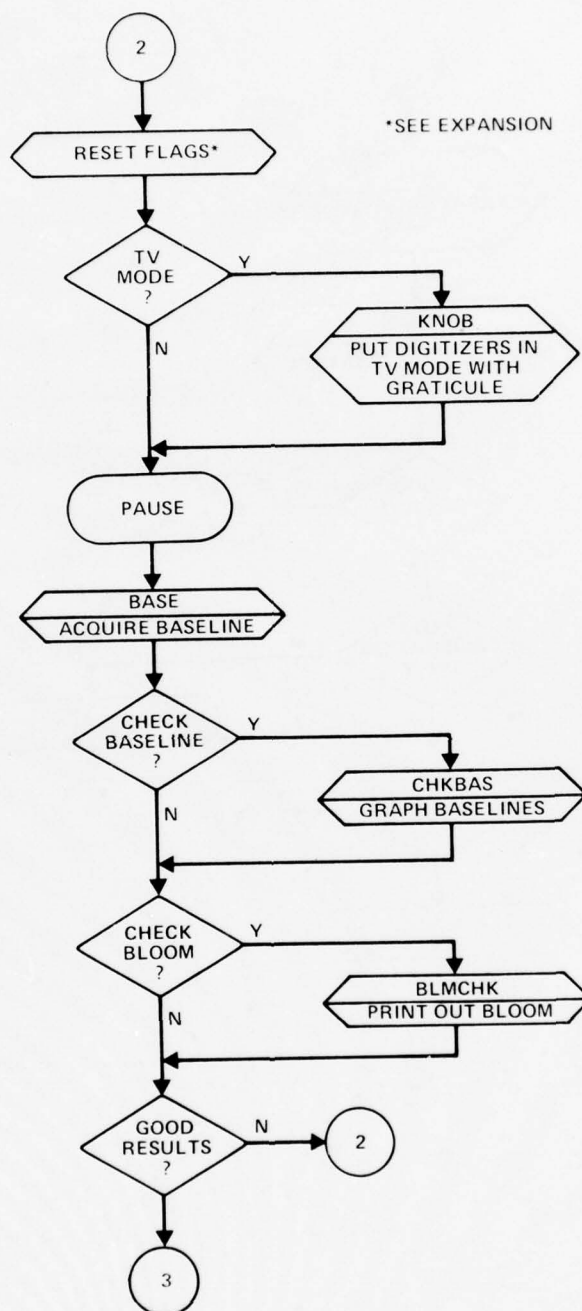 2
*SEE EXPANSION
RESET FLAGS*
TV
MODE
?
Y
N
KNOB
PUT DIGITIZERS IN
TV MODE WITH
GRATICULE
PAUSE
BASE
ACQUIRE BASELINE
CHECK
BASELINE
?
Y
N
CHKBAS
GRAPH BASELINES
CHECK
BLOOM
?
Y
N
BLMCHK
PRINT OUT BLOOM
GOOD
RESULTS
?
N
2
3